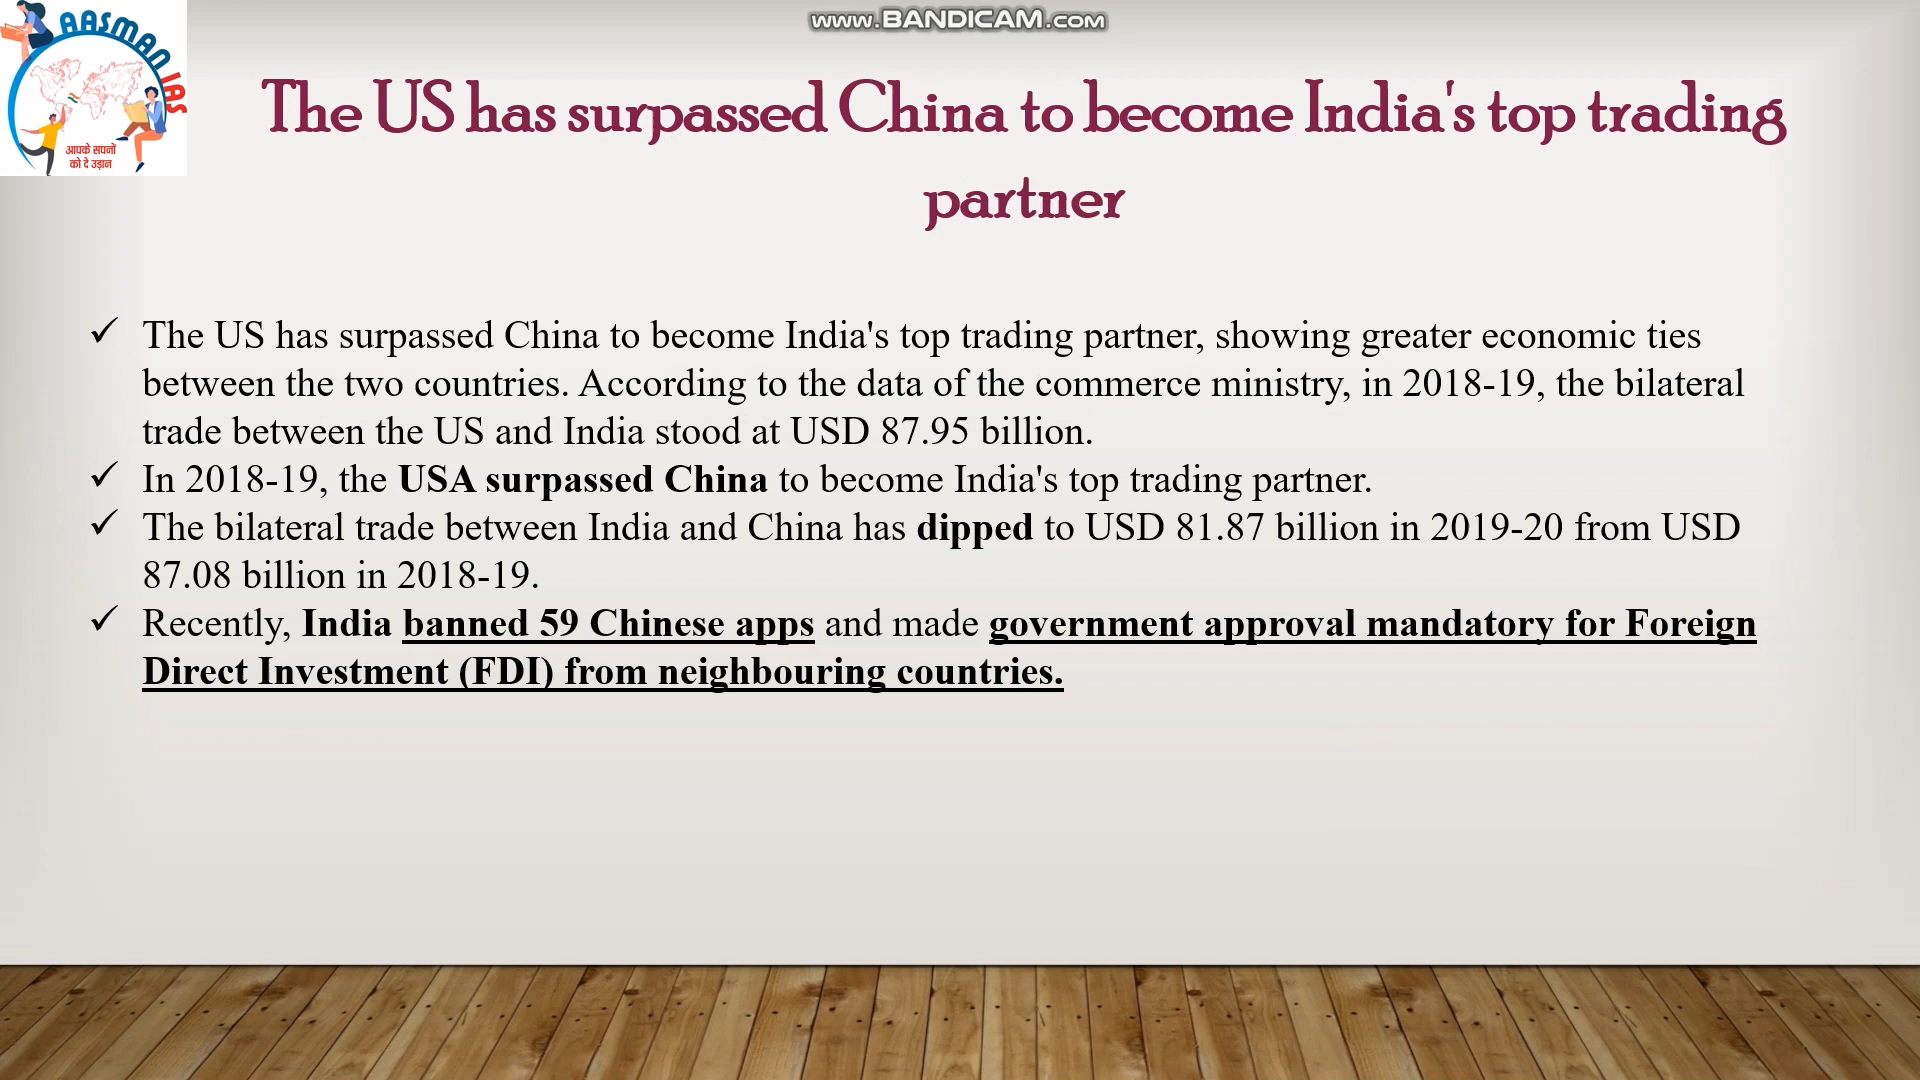 www.BANDICAM.com
AASMAN IAS
आपके सपनों
को दे उड़ान
The US has surpassed China to become India's top trading
partner
✓ The US has surpassed China to become India's top trading partner, showing greater economic ties
between the two countries. According to the data of the commerce ministry, in 2018-19, the bilateral
trade between the US and India stood at USD 87.95 billion.
✓ In 2018-19, the USA surpassed China to become India's top trading partner.
✓ The bilateral trade between India and China has dipped to USD 81.87 billion in 2019-20 from USD
87.08 billion in 2018-19.
✓ Recently, India banned 59 Chinese apps and made government approval mandatory for Foreign
Direct Investment (FDI) from neighbouring countries.